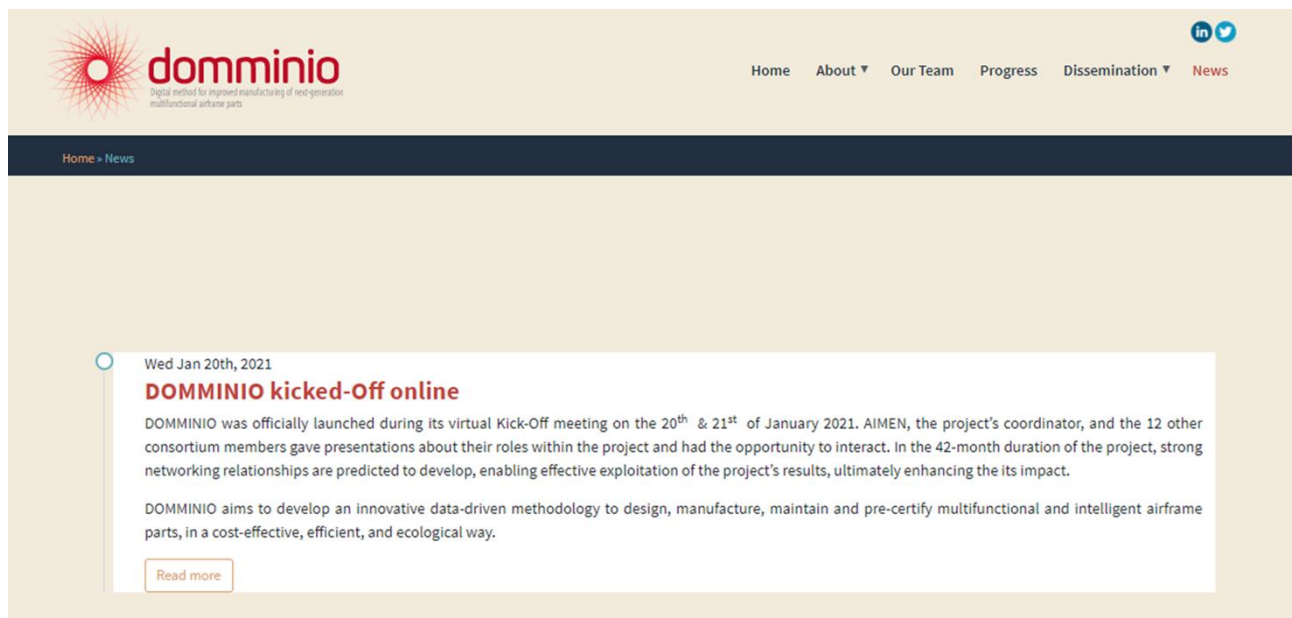 domminio
Digital method for improved manufacturing of next-generation
multifunctional airframe parts
in
Home About ▼ Our Team Progress Dissemination ▼ News
Home » News
Wed Jan 20th, 2021
DOMMINIO kicked-Off online
DOMMINIO was officially launched during its virtual Kick-Off meeting on the 20th & 21st of January 2021. AIMEN, the project's coordinator, and the 12 other
consortium members gave presentations about their roles within the project and had the opportunity to interact. In the 42-month duration of the project, strong
networking relationships are predicted to develop, enabling effective exploitation of the project's results, ultimately enhancing the its impact.
DOMMINIO aims to develop an innovative data-driven methodology to design, manufacture, maintain and pre-certify multifunctional and intelligent airframe
parts, in a cost-effective, efficient, and ecological way.
Read more